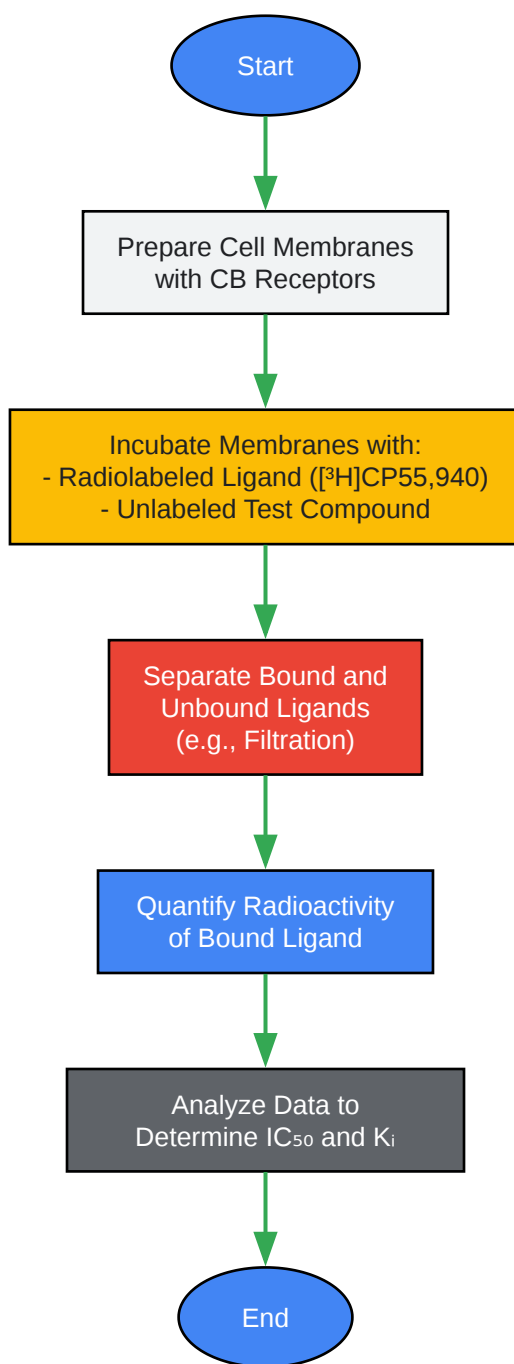 Start
Prepare Cell Membranes
with CB Receptors
Incubate Membranes with:
- Radiolabeled Ligand ([³H]CP55,940)
- Unlabeled Test Compound
Separate Bound and
Unbound Ligands
(e.g., Filtration)
Quantify Radioactivity
of Bound Ligand
Analyze Data to
Determine IC₅₀ and Kᵢ
End